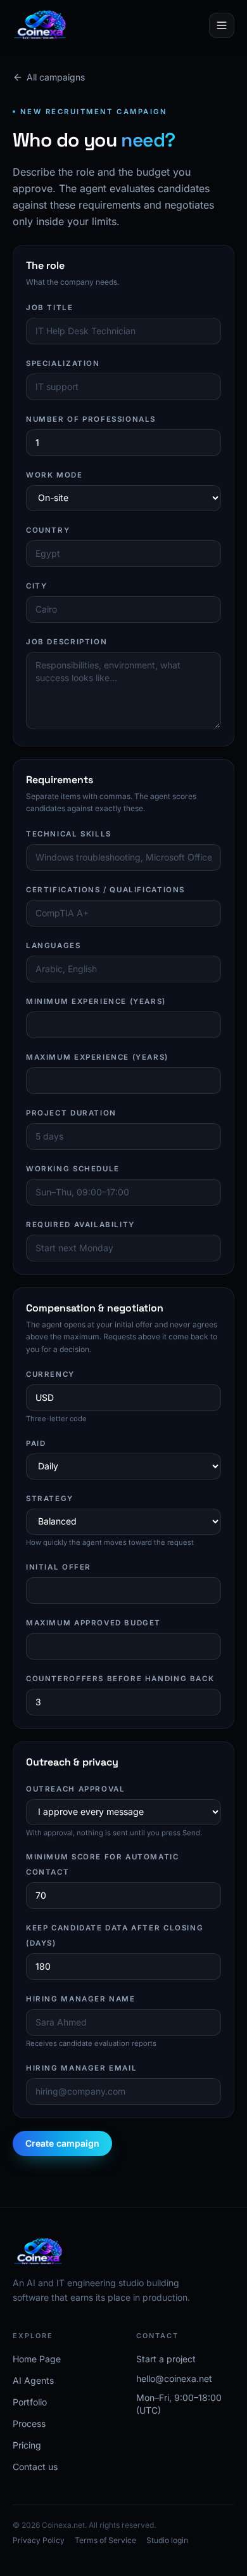 Coinexa
← All campaigns
• NEW RECRUITMENT CAMPAIGN
Who do you need?
Describe the role and the budget you
approve. The agent evaluates candidates
against these requirements and negotiates
only inside your limits.
The role
What the company needs.
JOB TITLE
IT Help Desk Technician
SPECIALIZATION
IT support
NUMBER OF PROFESSIONALS
1
WORK MODE
On-site
COUNTRY
Egypt
CITY
Cairo
JOB DESCRIPTION
Responsibilities, environment, what
success looks like...
Requirements
Separate items with commas. The agent scores
candidates against exactly these.
TECHNICAL SKILLS
Windows troubleshooting, Microsoft Office
CERTIFICATIONS / QUALIFICATIONS
CompTIA A+
LANGUAGES
Arabic, English
MINIMUM EXPERIENCE (YEARS)
MAXIMUM EXPERIENCE (YEARS)
PROJECT DURATION
5 days
WORKING SCHEDULE
Sun–Thu, 09:00–17:00
REQUIRED AVAILABILITY
Start next Monday
Compensation & negotiation
The agent opens at your initial offer and never agrees
above the maximum. Requests above it come back to
you for a decision.
CURRENCY
USD
Three-letter code
PAID
Daily
STRATEGY
Balanced
How quickly the agent moves toward the request
INITIAL OFFER
MAXIMUM APPROVED BUDGET
COUNTEROFFERS BEFORE HANDING BACK
3
Outreach & privacy
OUTREACH APPROVAL
I approve every message
With approval, nothing is sent until you press Send.
MINIMUM SCORE FOR AUTOMATIC
CONTACT
70
KEEP CANDIDATE DATA AFTER CLOSING
(DAYS)
180
HIRING MANAGER NAME
Sara Ahmed
Receives candidate evaluation reports
HIRING MANAGER EMAIL
hiring@company.com
Create campaign
Coinexa
An AI and IT engineering studio building
software that earns its place in production.
EXPLORE
Home Page
AI Agents
Portfolio
Process
Pricing
Contact us
CONTACT
Start a project
hello@coinexa.net
Mon–Fri, 9:00–18:00
(UTC)
© 2026 Coinexa.net. All rights reserved.
Privacy Policy Terms of Service Studio login